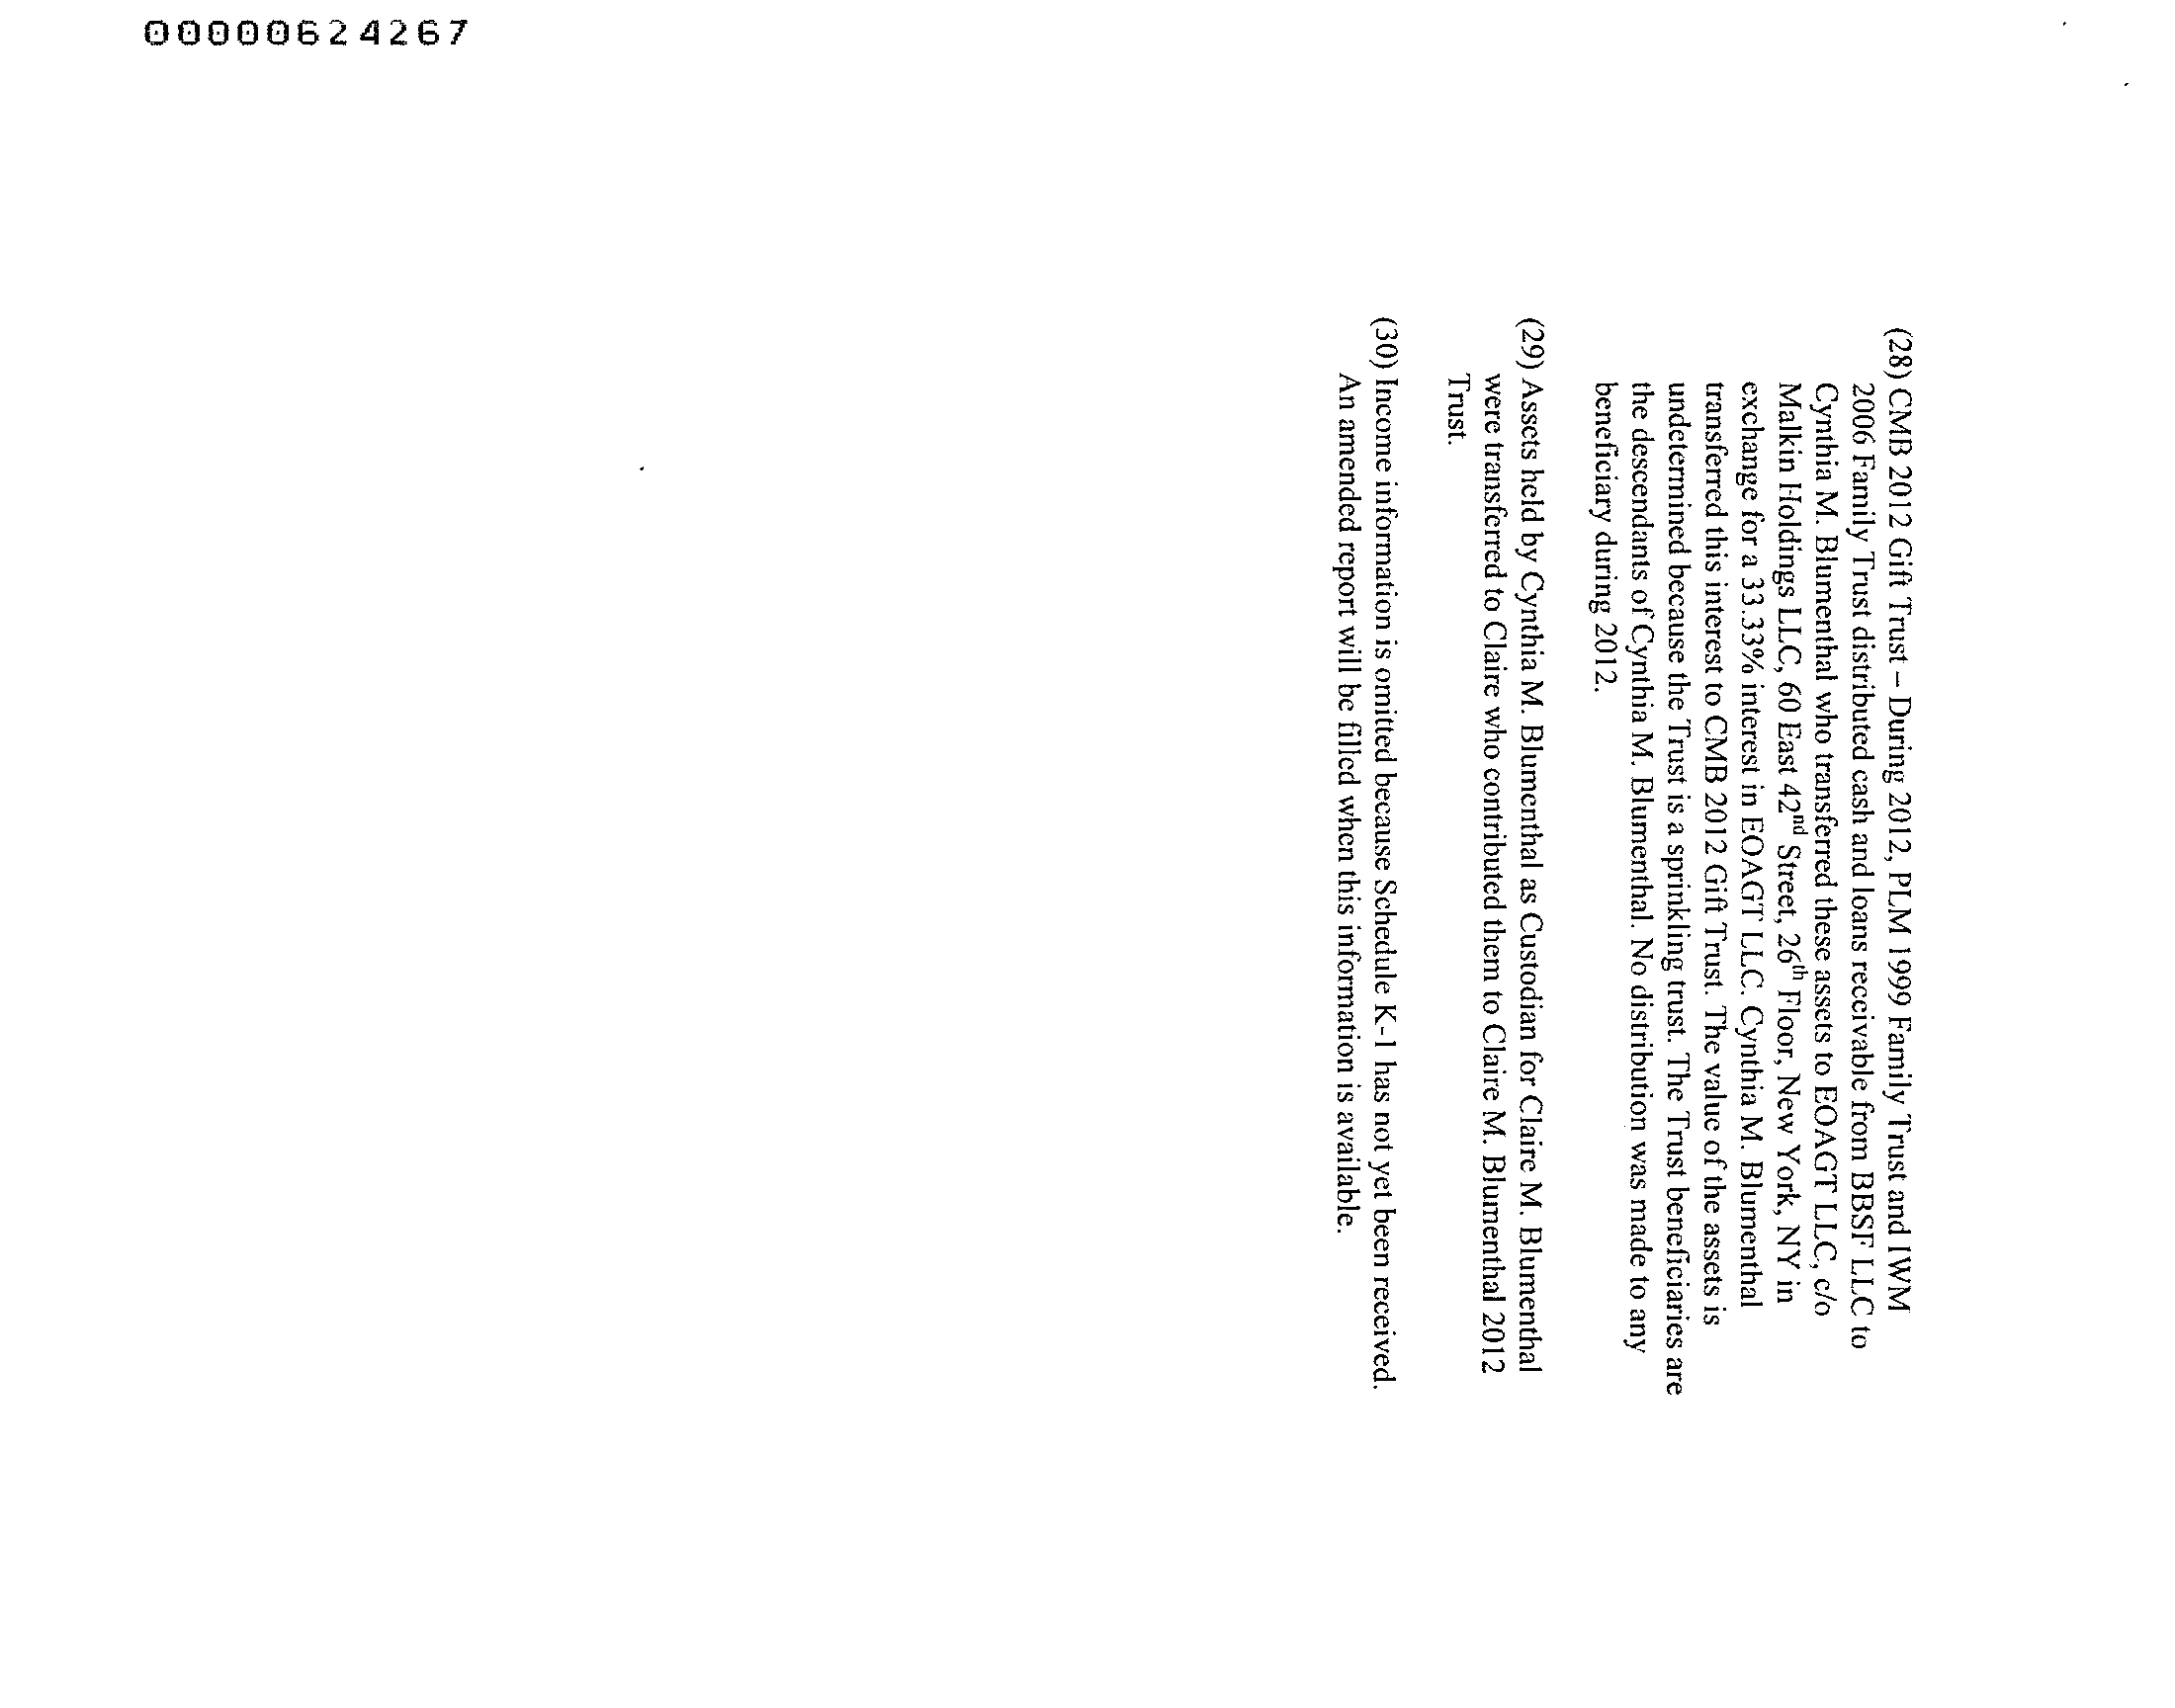 00000624267
(28) CMB 2012 Gift Trust – During 2012, PLM 1999 Family Trust and IWM
2006 Family Trust distributed cash and loans receivable from BBSF LLC to
Cynthia M. Blumenthal who transferred these assets to EOAGT LLC, c/o
Malkin Holdings LLC, 60 East 42nd Street, 26th Floor, New York, NY in
exchange for a 33.33% interest in EOAGT LLC. Cynthia M. Blumenthal
transferred this interest to CMB 2012 Gift Trust. The value of the assets is
undetermined because the Trust is a sprinkling trust. The Trust beneficiaries are
the descendants of Cynthia M. Blumenthal. No distribution was made to any
beneficiary during 2012.
(29) Assets held by Cynthia M. Blumenthal as Custodian for Claire M. Blumenthal
were transferred to Claire who contributed them to Claire M. Blumenthal 2012
Trust.
(30) Income information is omitted because Schedule K-1 has not yet been received.
An amended report will be filled when this information is available.